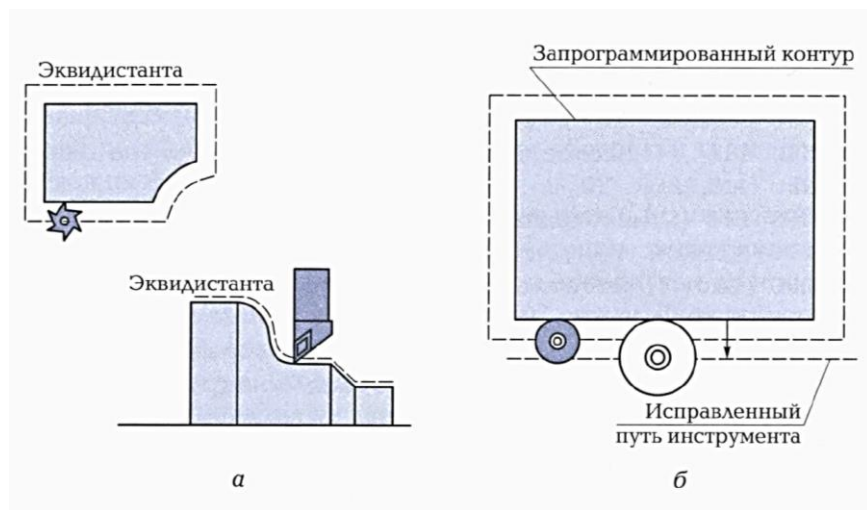 Эквидистанта
Эквидистанта
а
Запрограммированный контур
Исправленный
путь инструмента
б